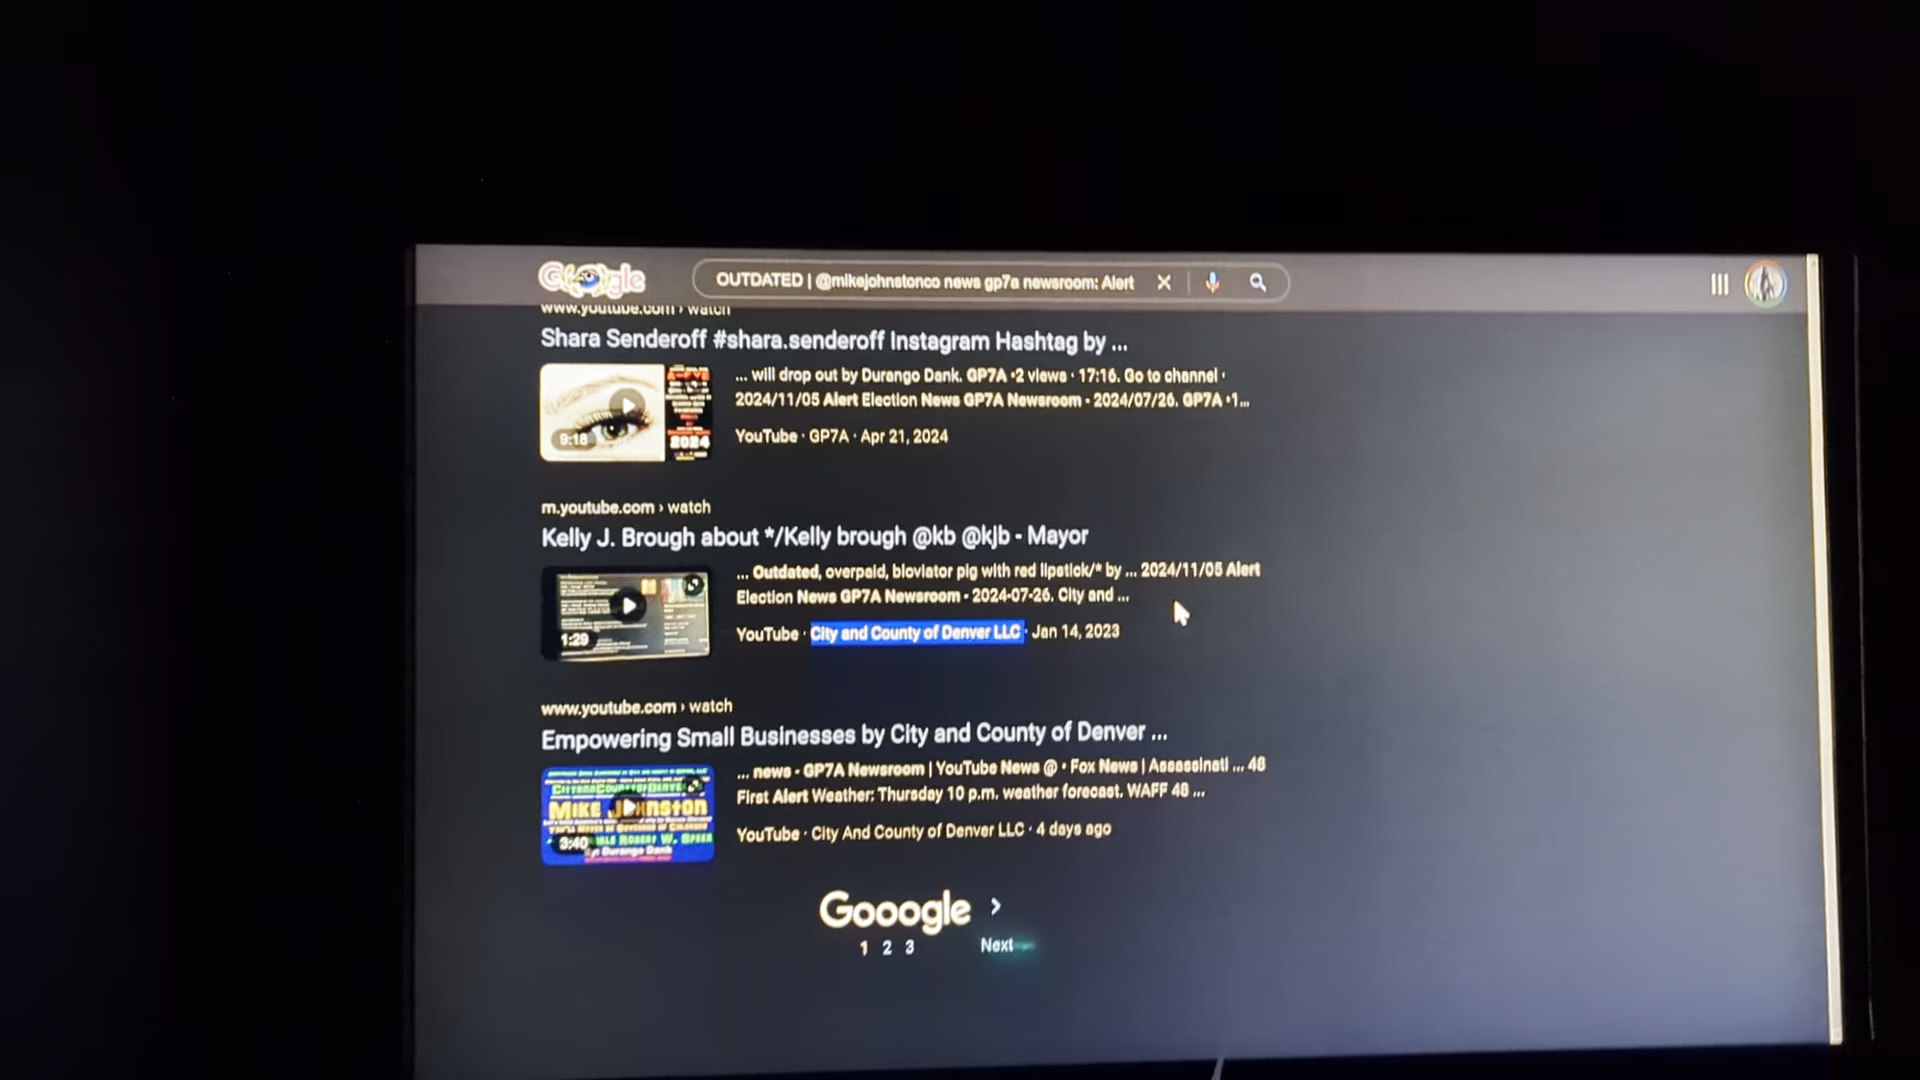 Google
OUTDATED | @mikejohnstonco news gp7a newsroom: Alert
www.youtube.com › watch
Shara Senderoff #shara.senderoff Instagram Hashtag by ...
... will drop out by Durango Dank. GP7A •2 views · 17:16. Go to channel ·
2024/11/05 Alert Election News GP7A Newsroom • 2024/07/26. GP7A •1...
2024
9:18
YouTube · GP7A · Apr 21, 2024
m.youtube.com › watch
Kelly J. Brough about */Kelly brough @kb @kjb - Mayor
... Outdated, overpaid, bloviator pig with red lipstick/* by ... 2024/11/05 Alert
Election News GP7A Newsroom • 2024-07-26. City and ...
1:29
YouTube · City and County of Denver LLC · Jan 14, 2023
www.youtube.com › watch
Empowering Small Businesses by City and County of Denver ...
... news - GP7A Newsroom | YouTube News @ • Fox News | Assassinati ... 48
First Alert Weather: Thursday 10 p.m. weather forecast. WAFF 48 ...
MIKE JOHNSTON
3:40
By: Durango Dank
YouTube · City And County of Denver LLC · 4 days ago
Gooogle >
1 2 3 Next